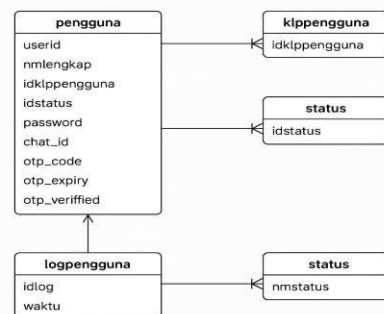 pengguna
userid
nmlengkap
idklppengguna
idstatus
password
chat_id
otp_code
otp_expiry
otp_veriffied
klppengguna
idklppengguna
status
idstatus
logpengguna
idlog
waktu
status
nmstatus